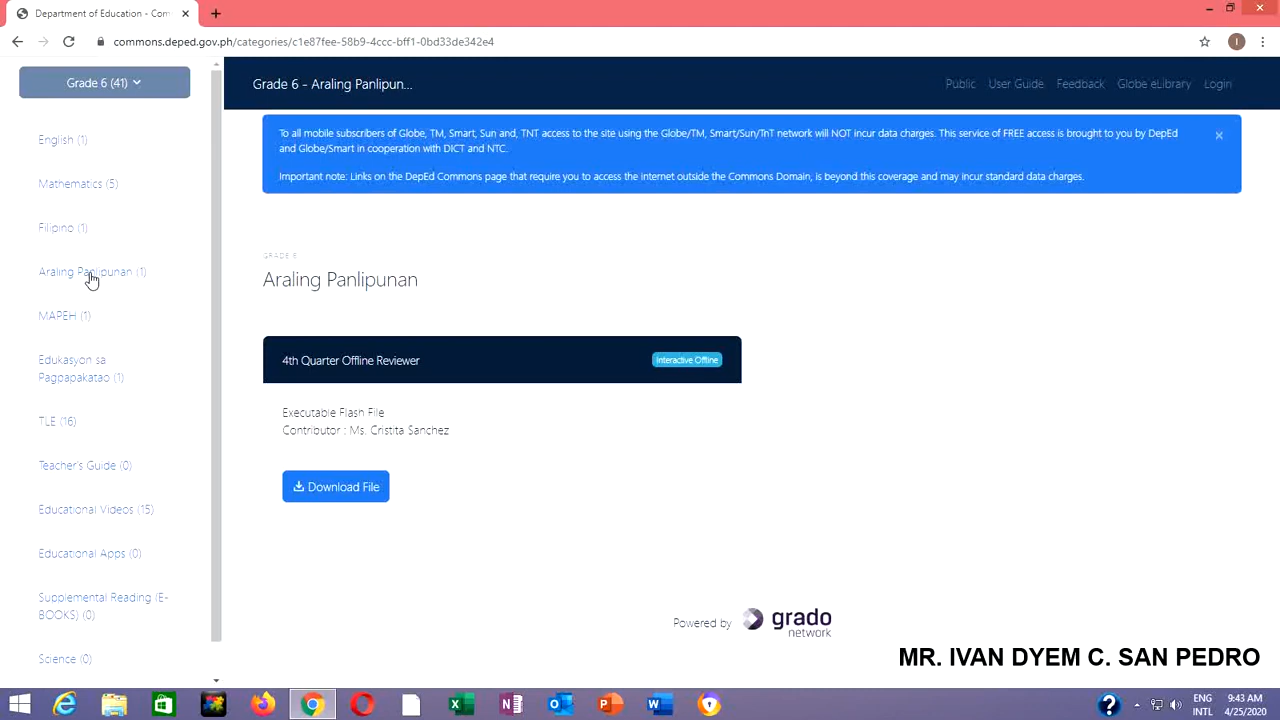 Department of Education - Com
commons.deped.gov.ph/categories/c1e87fee-58b9-4ccc-bff1-0bd33de342e4
I
Grade 6 (41)
Grade 6 - Araling Panlipun...
Public
User Guide
Feedback
Globe eLibrary
Login
English (1)
Mathematics (5)
Filipino (1)
Araling Panlipunan (1)
MAPEH (1)
Edukasyon sa
Pagpapakatao (1)
TLE (16)
Teacher's Guide (0)
Educational Videos (15)
Educational Apps (0)
Supplemental Reading (E-
BOOKS) (0)
Science (0)
To all mobile subscribers of Globe, TM, Smart, Sun and, TNT access to the site using the Globe/TM, Smart/Sun/TnT network will NOT incur data charges. This service of FREE access is brought to you by DepEd
and Globe/Smart in cooperation with DICT and NTC.
Important note: Links on the DepEd Commons page that require you to access the internet outside the Commons Domain, is beyond this coverage and may incur standard data charges.
×
GRADE 6
Araling Panlipunan
4th Quarter Offline Reviewer
Interactive Offline
Executable Flash File
Contributor : Ms. Cristita Sanchez
Download File
Powered by
grado
network
MR. IVAN DYEM C. SAN PEDRO
ENG
INTL
9:43 AM
4/25/2020